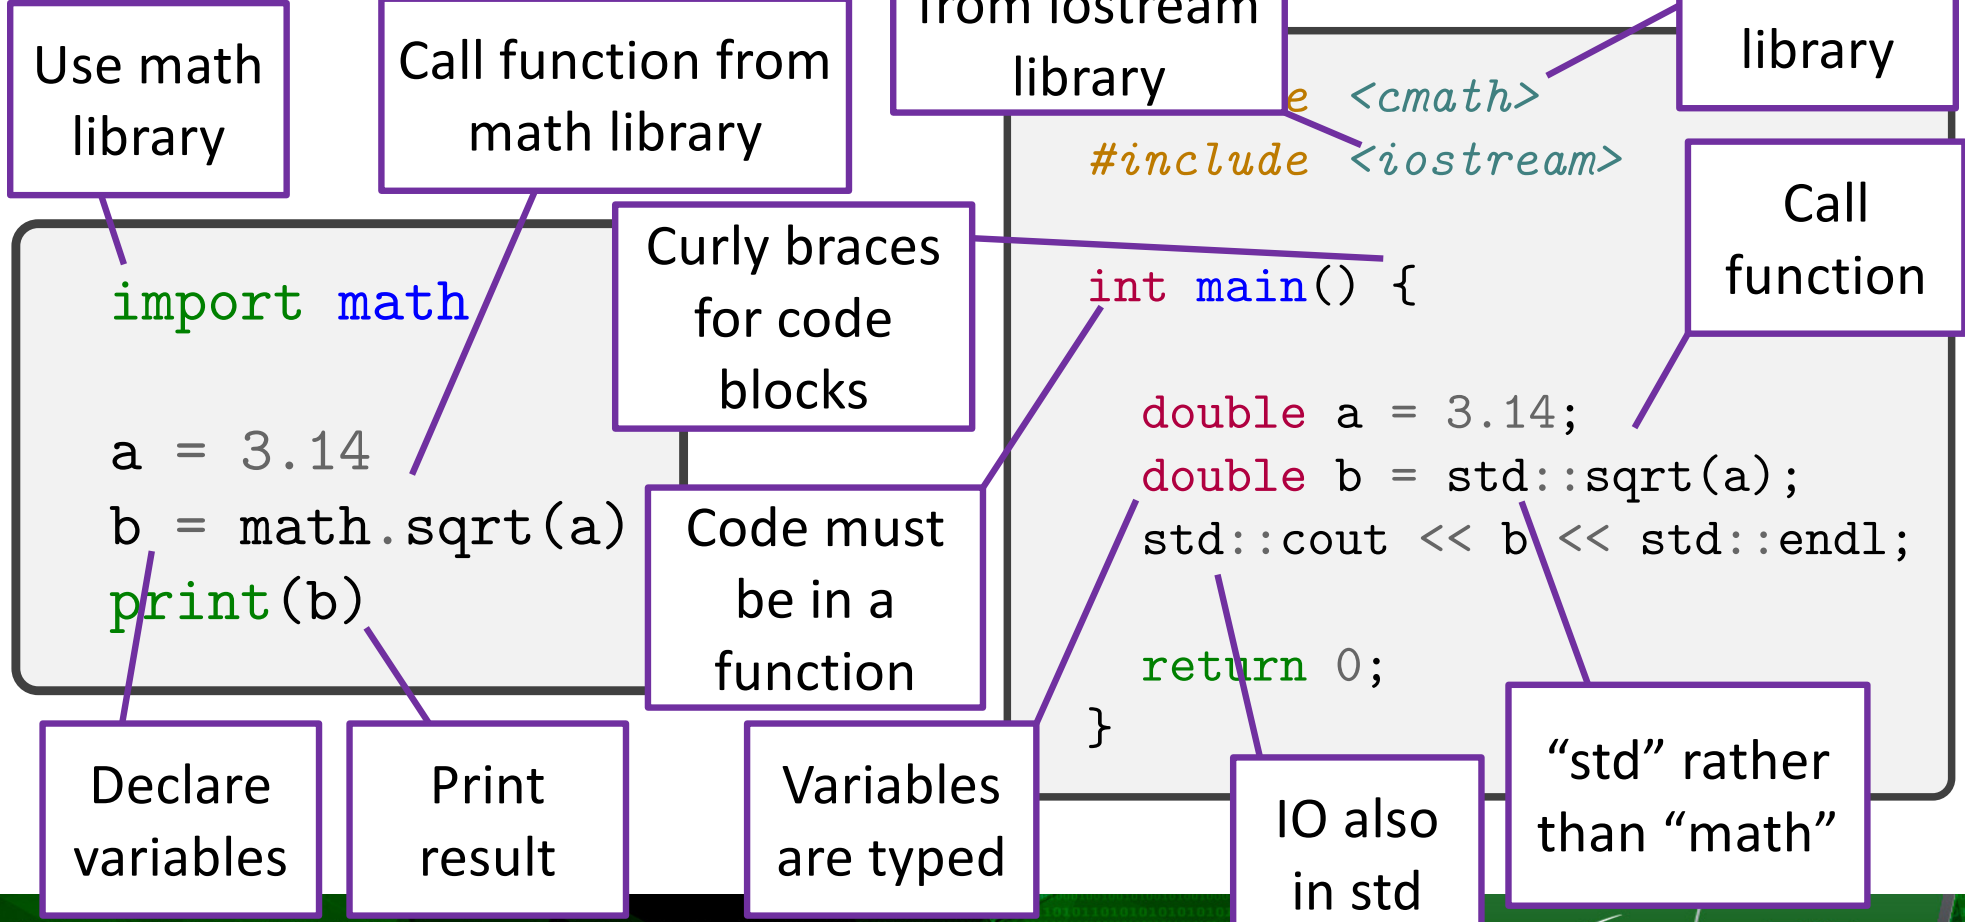 Use math
library
Call function from
math library
from iostream
library
library
import math
a = 3.14
b = math.sqrt(a)
print(b)
Curly braces
for code
blocks
Code must
be in a
function
Declare
variables
Print
result
Variables
are typed
e <cmath>
#include <iostream>
int main() {
double a = 3.14;
double b = std::sqrt(a);
std::cout << b << std::endl;
return 0;
}
Call
function
IO also
in std
“std” rather
than “math”